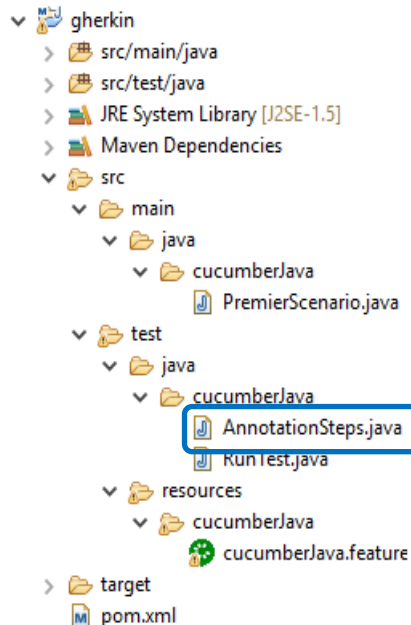 gherkin
src/main/java
src/test/java
JRE System Library [J2SE-1.5]
Maven Dependencies
src
main
java
cucumberJava
PremierScenario.java
test
java
cucumberJava
AnnotationSteps.java
RunTest.java
resources
cucumberJava
cucumberJava.feature
target
pom.xml